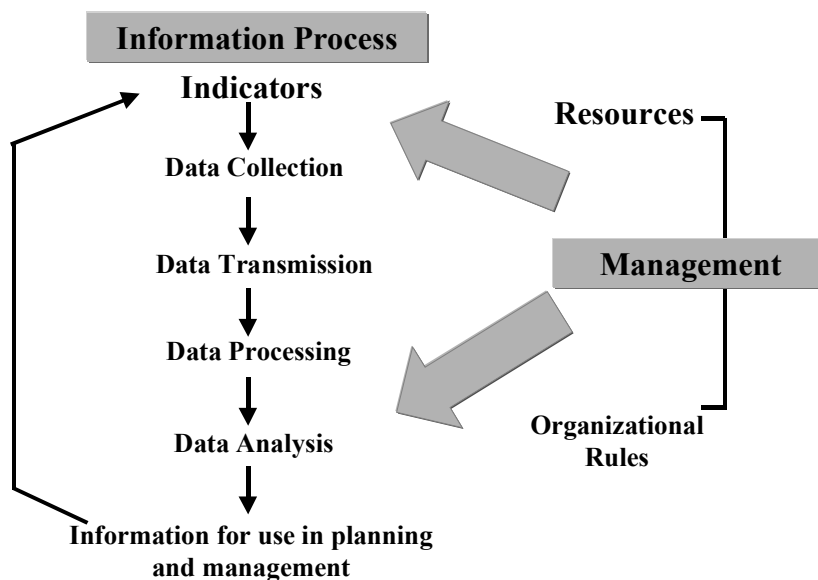 Information Process
Indicators
Data Collection
Data Transmission
Data Processing
Data Analysis
Information for use in planning
and management
Resources
Management
Organizational
Rules